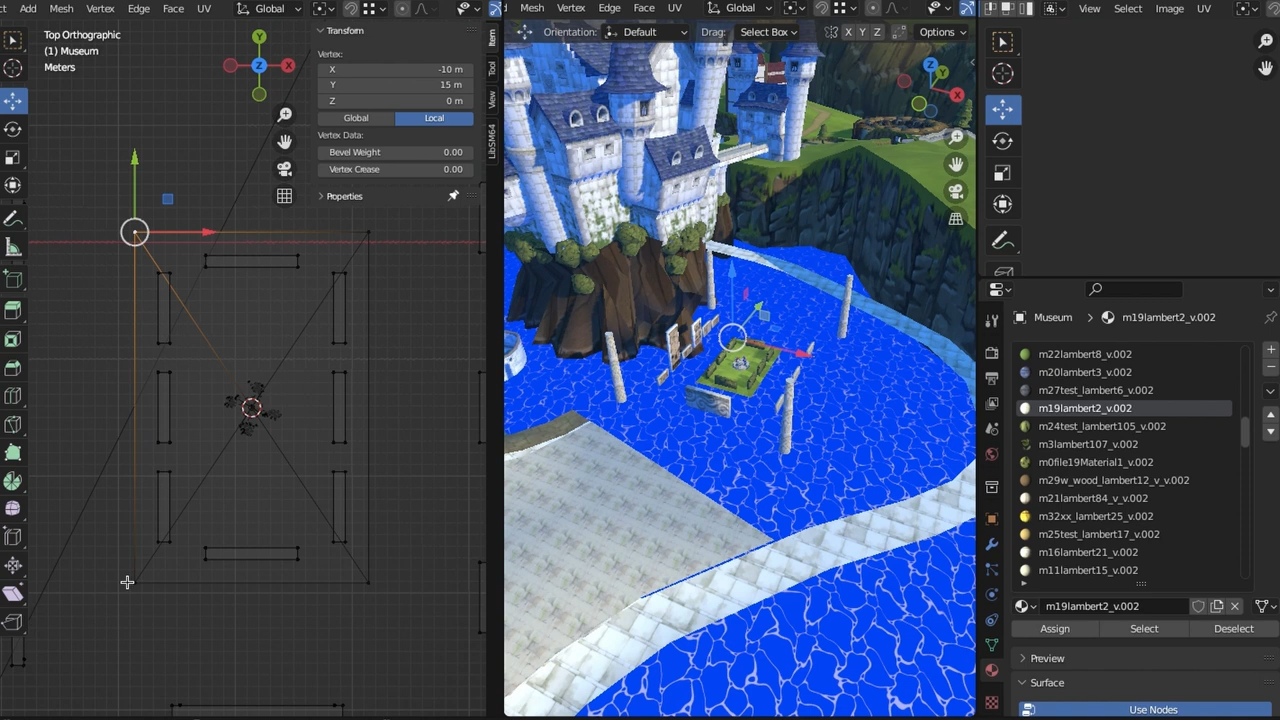 Add Mesh Vertex Edge Face UV Global
Top Orthographic
(1) Museum
Meters
Y
Z
X
Transform
Vertex:
X -10 m
Y 15 m
Z 0 m
Global Local
Vertex Data:
Bevel Weight 0.00
Vertex Crease 0.00
Properties
Item
Tool
View
LibSM64
Mesh Vertex Edge Face UV Global
Orientation: Default Drag: Select Box X Y Z Options
Z
Y
X
View Select Image UV
Museum m19lambert2_v.002
m22lambert8_v.002
m20lambert3_v.002
m27test_lambert6_v.002
m19lambert2_v.002
m24test_lambert105_v.002
m3lambert107_v.002
m0file19Material1_v.002
m29w_wood_lambert12_v.002
m21lambert84_v_v.002
m32xx_lambert25_v.002
m25test_lambert17_v.002
m16lambert21_v.002
m11lambert15_v.002
m19lambert2_v.002
Assign Select Deselect
Preview
Surface
Use Nodes